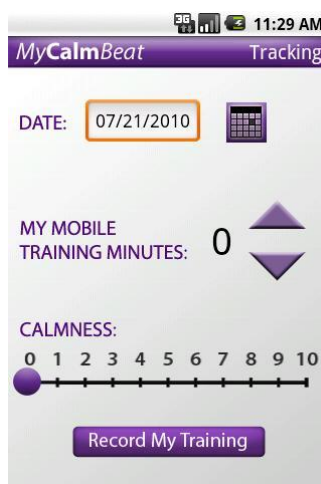 3G 11:29 AM
MyCalmBeat Tracking
DATE: 07/21/2010
MY MOBILE
TRAINING MINUTES: 0
CALMNESS:
0 1 2 3 4 5 6 7 8 9 10
Record My Training